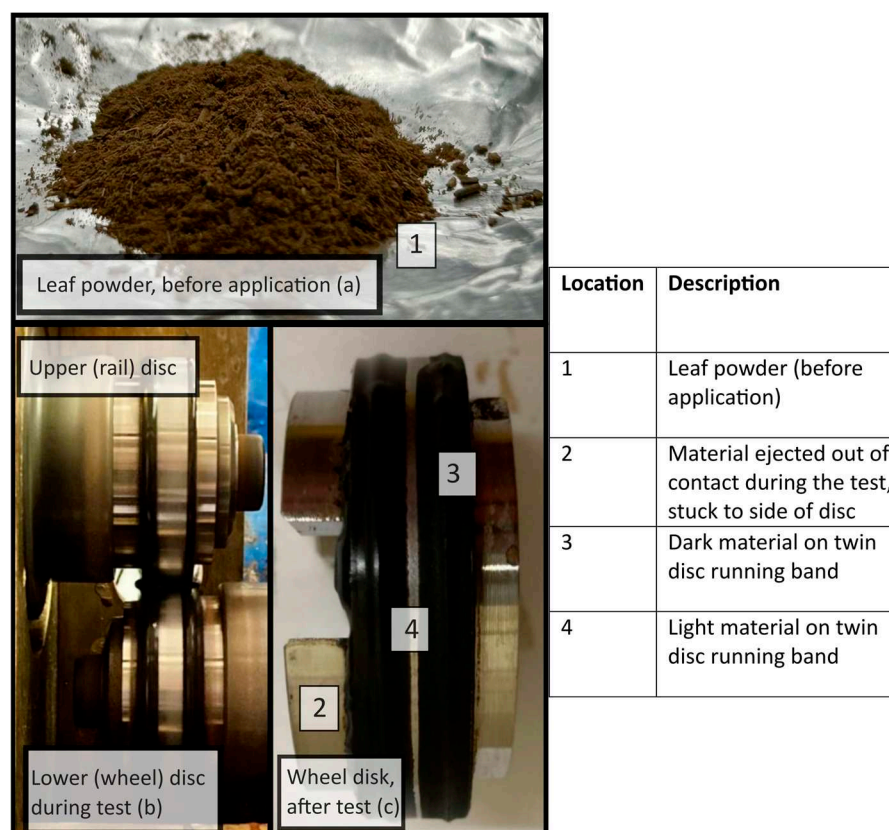 1
Leaf powder, before application (a)
Upper (rail) disc
Lower (wheel) disc
during test (b)
3
4
2
Wheel disk,
after test (c)
Location Description
1 Leaf powder (before
application)
2 Material ejected out of
contact during the test,
stuck to side of disc
3 Dark material on twin
disc running band
4 Light material on twin
disc running band